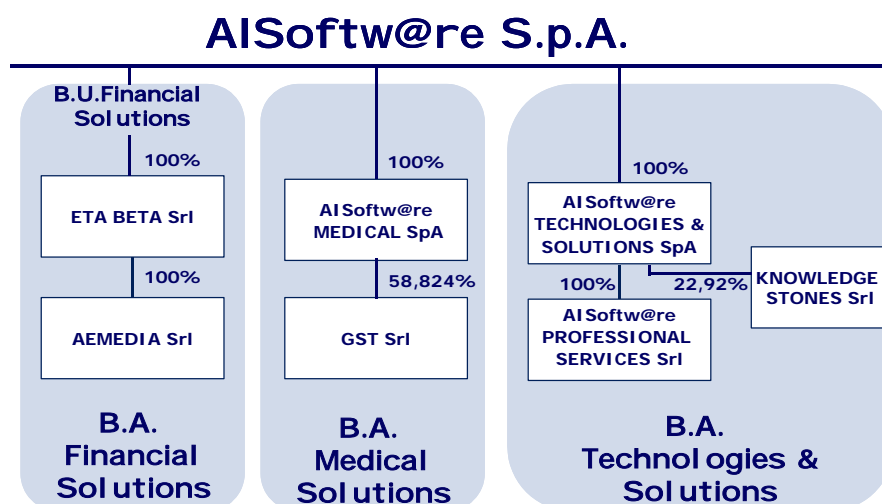 AISoftw@re S.p.A.
B.U.Financial
Solutions
100%
ETA BETA Srl
100%
AEMEDIA Srl
B.A.
Financial
Solutions
100%
AISoftw@re
MEDICAL SpA
58,824%
GST Srl
B.A.
Medical
Solutions
100%
AISoftw@re
TECHNOLOGIES &
SOLUTIONS SpA
100%
22,92%
KNOWLEDGE
STONES Srl
AISoftw@re
PROFESSIONAL
SERVICES Srl
B.A.
Technologies &
Solutions